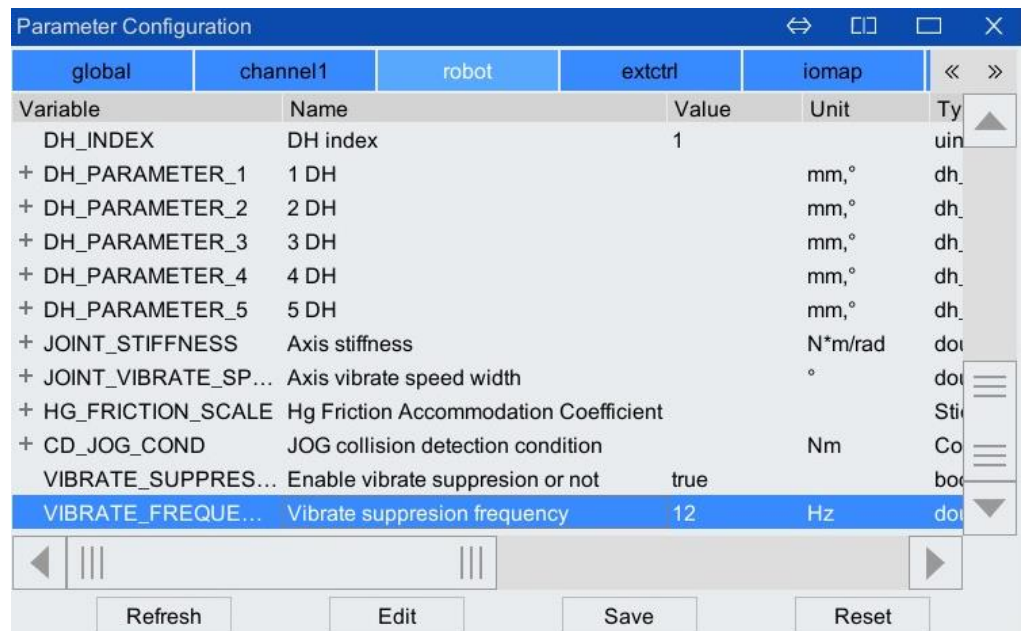 Parameter Configuration
global channel1 robot extctrl iomap
Variable Name Value Unit Ty
DH_INDEX DH index 1 uin
+ DH_PARAMETER_1 1 DH mm,° dh_
+ DH_PARAMETER_2 2 DH mm,° dh_
+ DH_PARAMETER_3 3 DH mm,° dh_
+ DH_PARAMETER_4 4 DH mm,° dh_
+ DH_PARAMETER_5 5 DH mm,° dh_
+ JOINT_STIFFNESS Axis stiffness N*m/rad dou
+ JOINT_VIBRATE_SP... Axis vibrate speed width ° dou
+ HG_FRICTION_SCALE Hg Friction Accommodation Coefficient Stic
+ CD_JOG_COND JOG collision detection condition Nm Co
VIBRATE_SUPPRES... Enable vibrate suppresion or not true boo
VIBRATE_FREQUE... Vibrate suppresion frequency 12 Hz dou
Refresh Edit Save Reset